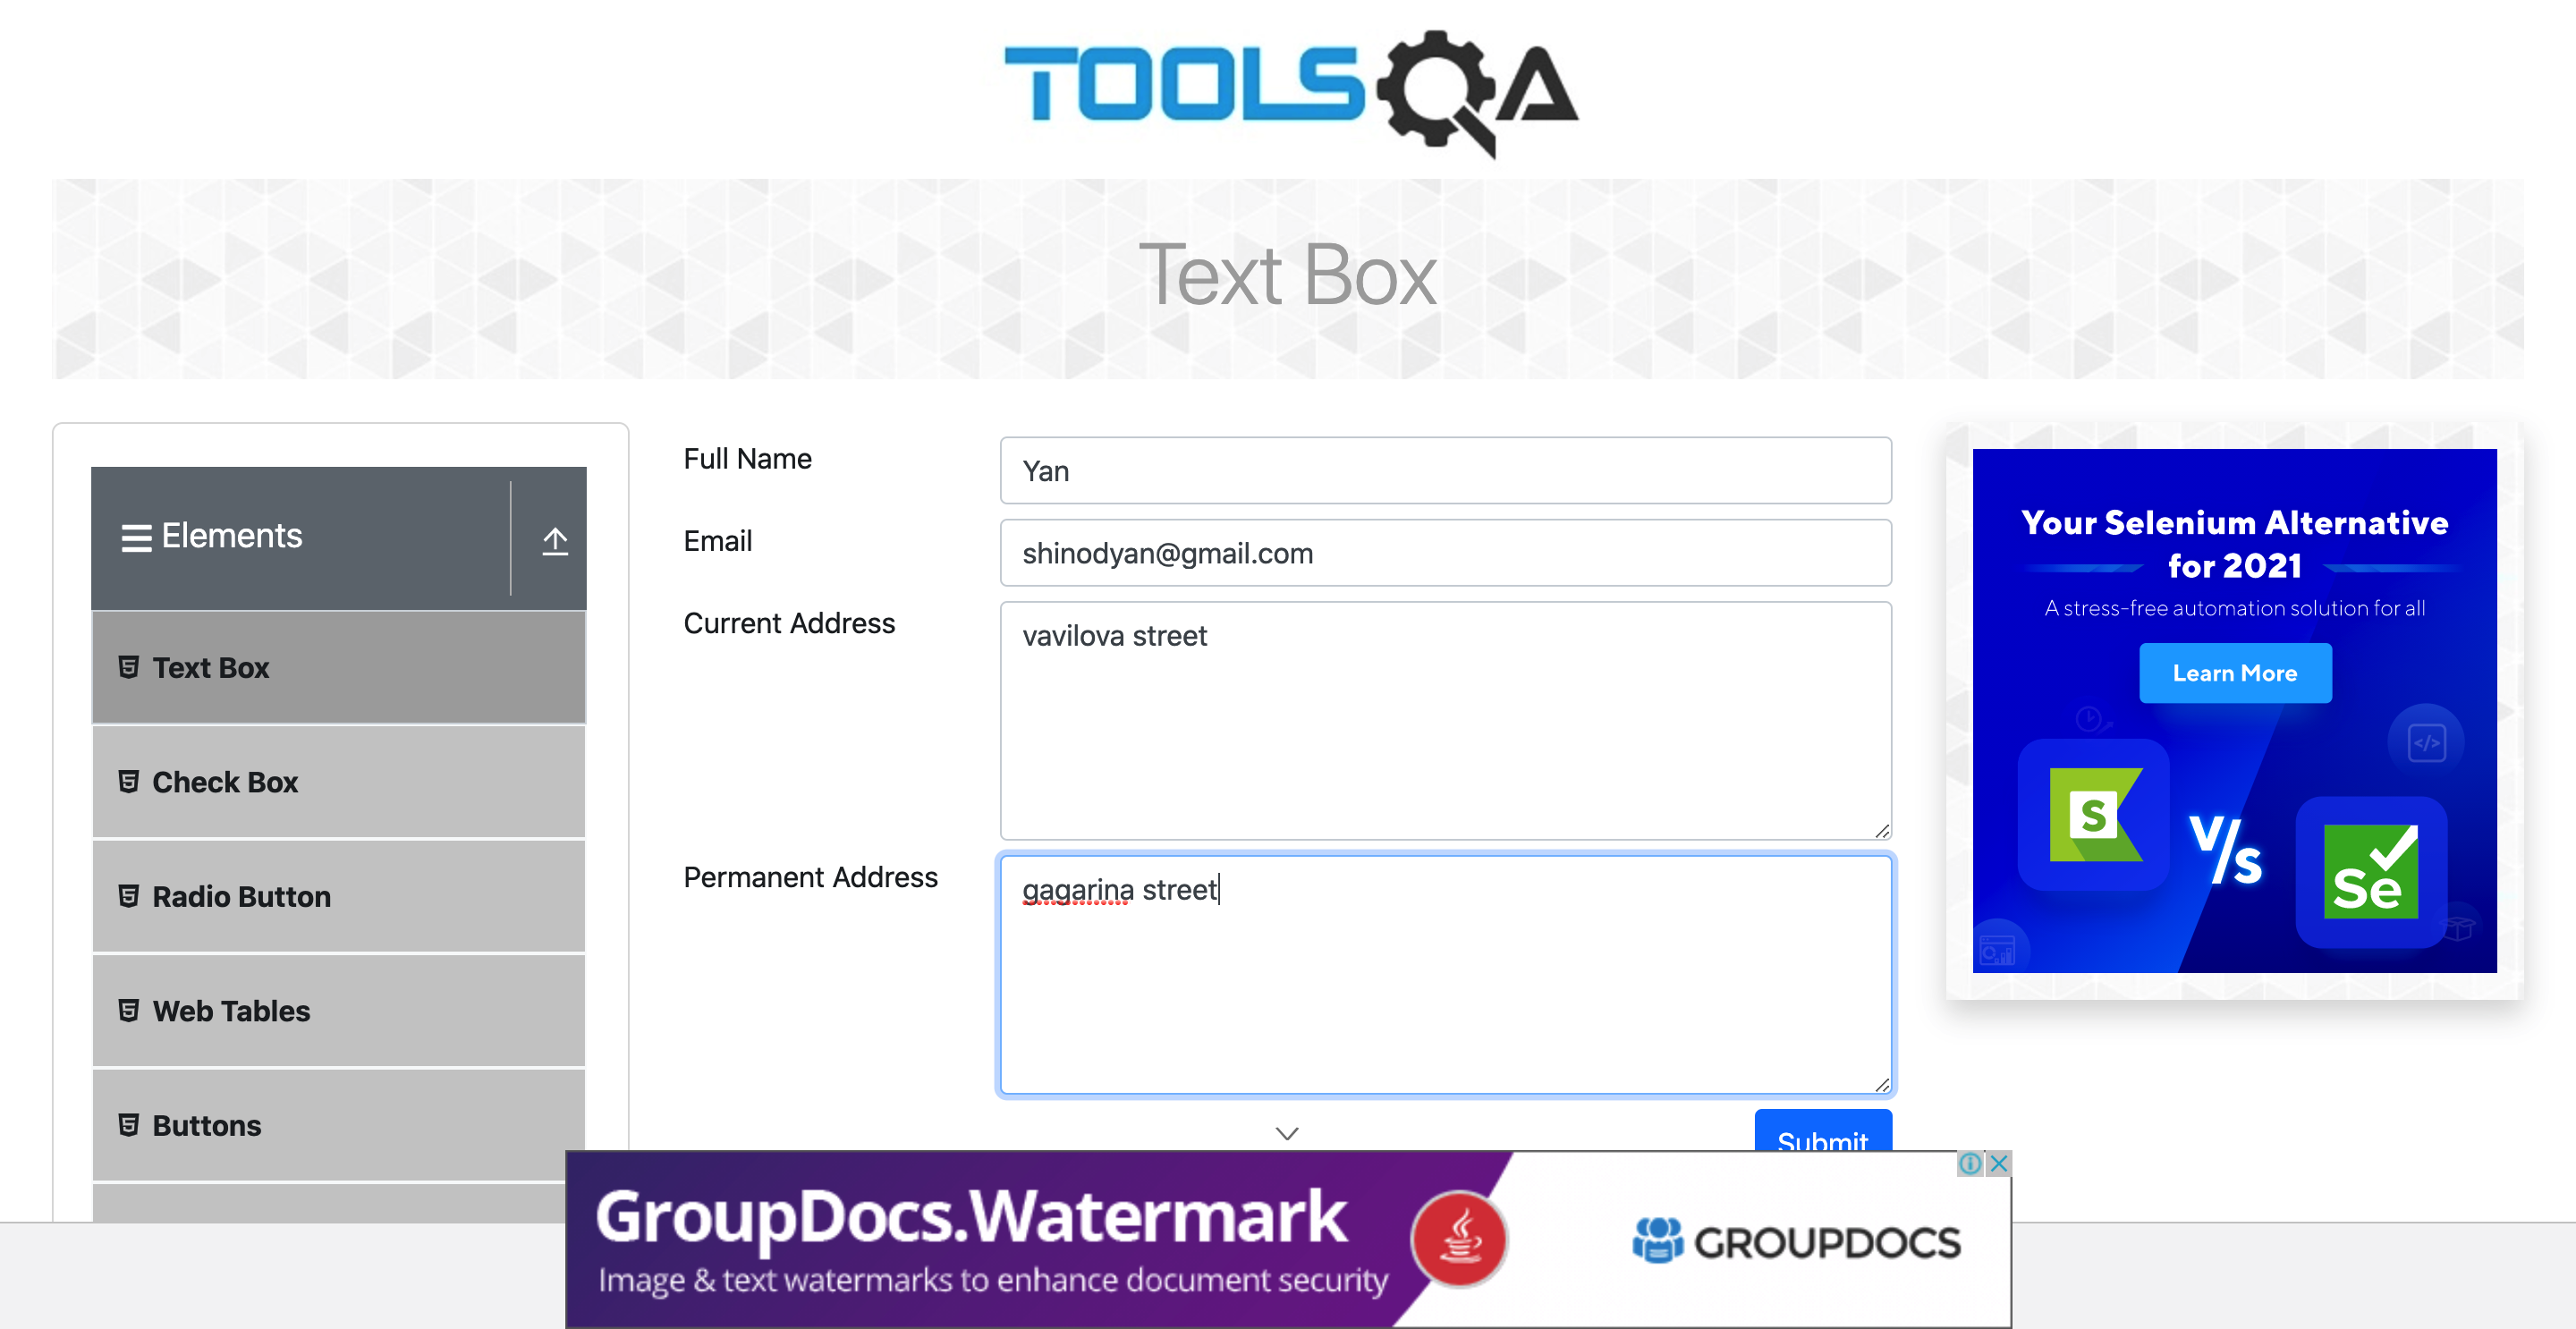 TOOLSQA
Text Box
Elements
Text Box
Check Box
Radio Button
Web Tables
Buttons
Full Name
Yan
Email
shinodyan@gmail.com
Current Address
vavilova street
Permanent Address
gagarina street
Submit
Your Selenium Alternative
for 2021
A stress-free automation solution for all
Learn More
</>
S
V/s
Se
GroupDocs.Watermark
Image & text watermarks to enhance document security
GROUPDOCS